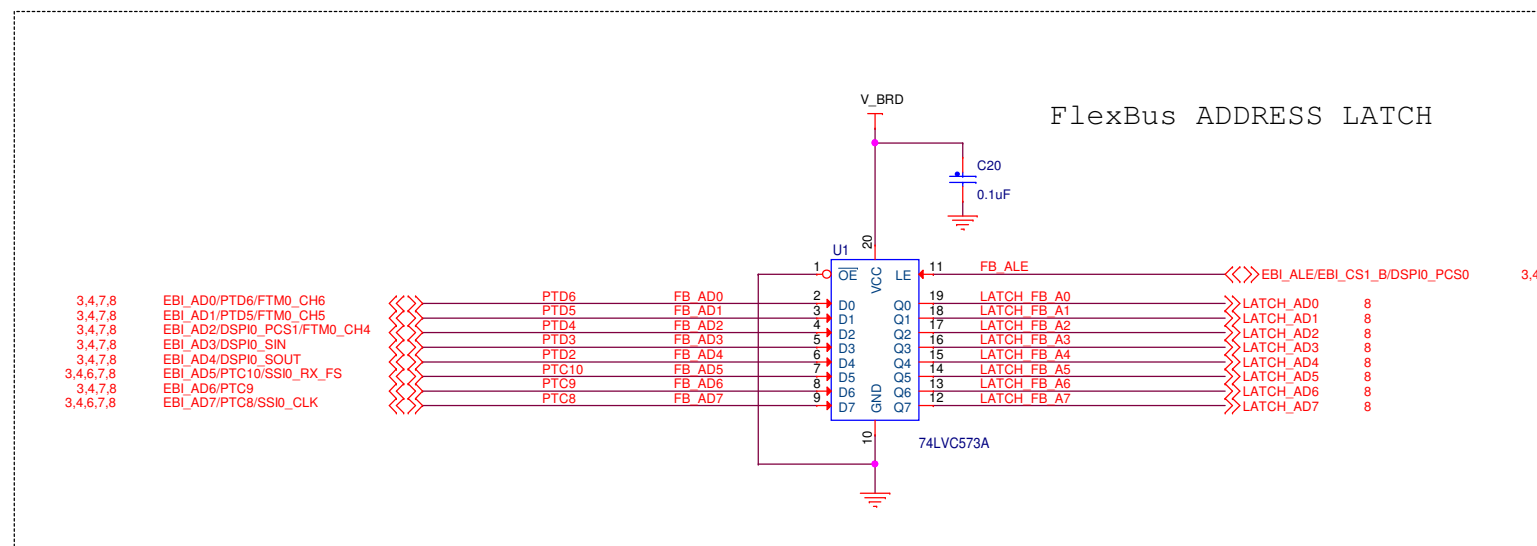 V_BRD
FlexBus ADDRESS LATCH
C20
0.1uF
U1
20
1 OE VCC LE 11 FB_ALE EBI_ALE/EBI_CS1_B/DSPI0_PCS0 3,4
3,4,7,8 EBI_AD0/PTD6/FTM0_CH6 PTD6 FB_AD0 2 D0 Q0 19 LATCH_FB_A0 LATCH_AD0 8
3,4,7,8 EBI_AD1/PTD5/FTM0_CH5 PTD5 FB_AD1 3 D1 Q1 18 LATCH_FB_A1 LATCH_AD1 8
3,4,7,8 EBI_AD2/DSPI0_PCS1/FTM0_CH4 PTD4 FB_AD2 4 D2 Q2 17 LATCH_FB_A2 LATCH_AD2 8
3,4,7,8 EBI_AD3/DSPI0_SIN PTD3 FB_AD3 5 D3 Q3 16 LATCH_FB_A3 LATCH_AD3 8
3,4,7,8 EBI_AD4/DSPI0_SOUT PTD2 FB_AD4 6 D4 Q4 15 LATCH_FB_A4 LATCH_AD4 8
3,4,6,7,8 EBI_AD5/PTC10/SSI0_RX_FS PTC10 FB_AD5 7 D5 Q5 14 LATCH_FB_A5 LATCH_AD5 8
3,4,7,8 EBI_AD6/PTC9 PTC9 FB_AD6 8 D6 Q6 13 LATCH_FB_A6 LATCH_AD6 8
3,4,6,7,8 EBI_AD7/PTC8/SSI0_CLK PTC8 FB_AD7 9 D7 GND Q7 12 LATCH_FB_A7 LATCH_AD7 8
10
74LVC573A